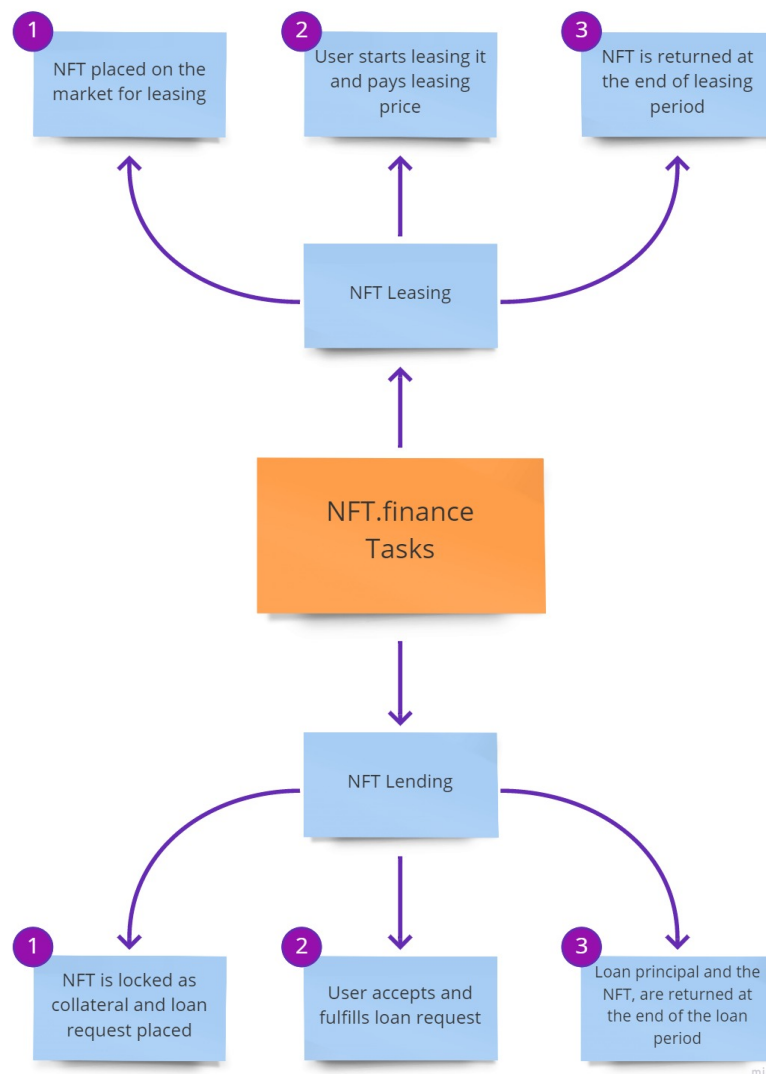 1
NFT placed on the
market for leasing
2
User starts leasing it
and pays leasing
price
3
NFT is returned at
the end of leasing
period
NFT Leasing
NFT.finance
Tasks
NFT Lending
1
NFT is locked as
collateral and loan
request placed
2
User accepts and
fulfills loan request
3
Loan principal and the
NFT, are returned at
the end of the loan
period